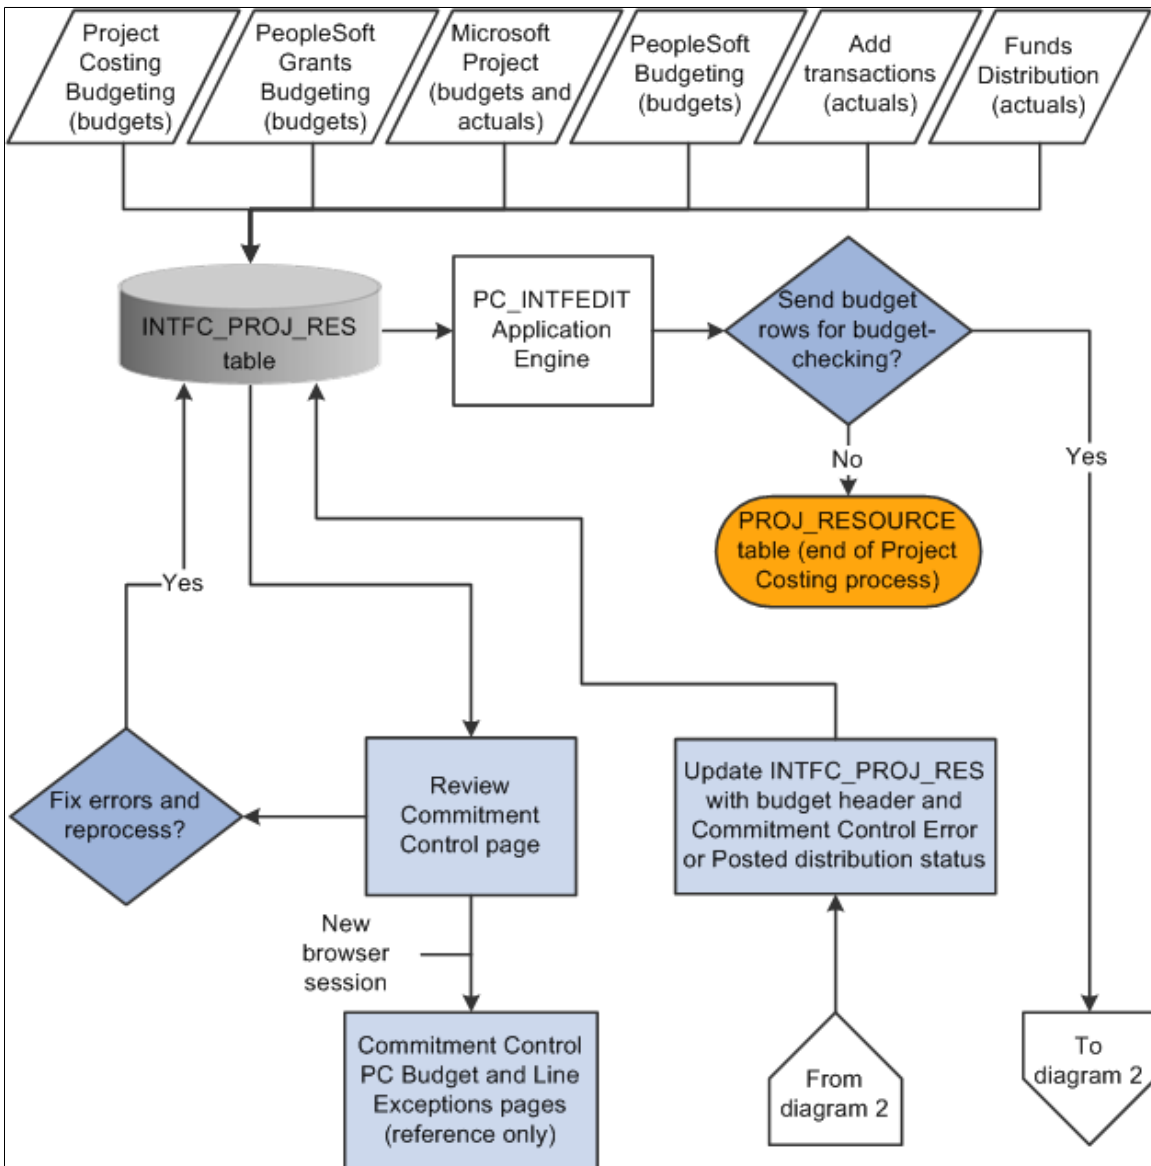 Project
Costing
Budgeting
(budgets)
PeopleSoft
Grants
Budgeting
(budgets)
Microsoft
Project
(budgets and
actuals)
PeopleSoft
Budgeting
(budgets)
Add
transactions
(actuals)
Funds
Distribution
(actuals)
INTFC_PROJ_RES
table
PC_INTFEDIT
Application
Engine
Send budget
rows for budget-
checking?
No
Yes
PROJ_RESOURCE
table (end of Project
Costing process)
Yes
Fix errors and
reprocess?
Review
Commitment
Control page
Update INTFC_PROJ_RES
with budget header and
Commitment Control Error
or Posted distribution status
New
browser
session
Commitment Control
PC Budget and Line
Exceptions pages
(reference only)
From
diagram 2
To
diagram 2